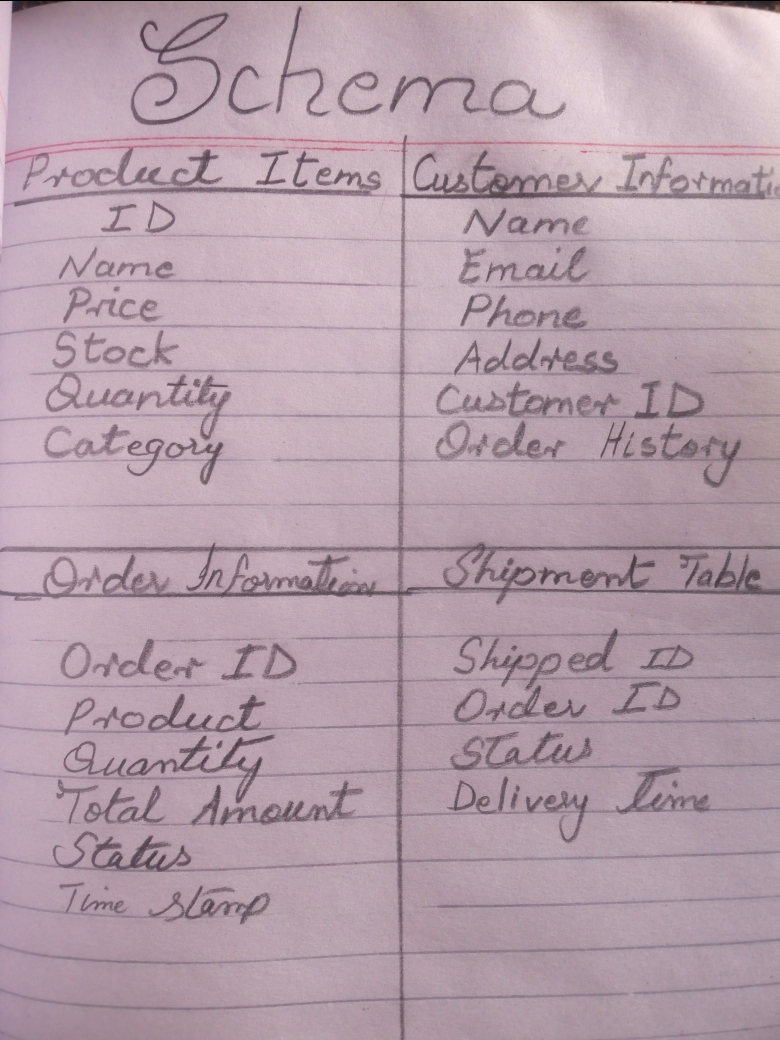 Schema
Product Items
ID
Name
Price
Stock
Quantity
Category
Customer Informatio
Name
Email
Phone
Address
Customer ID
Order History
Order Information
Order ID
Product
Quantity
Total Amount
Status
Time Stamp
Shipment Table
Shipped ID
Order ID
Status
Delivery Time